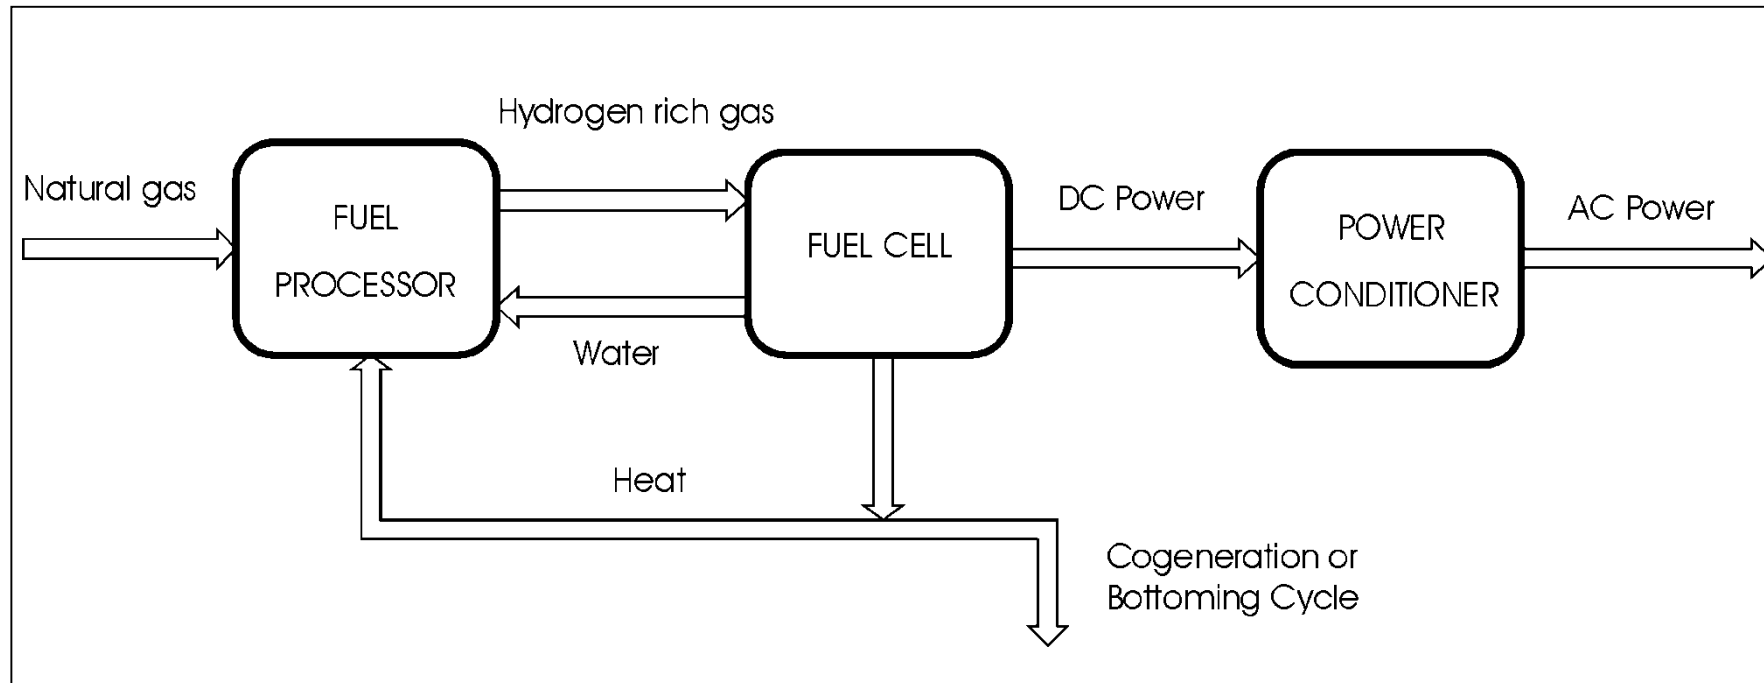 Hydrogen rich gas
Natural gas
FUEL
PROCESSOR
FUEL CELL
DC Power
POWER
CONDITIONER
AC Power
Water
Heat
Cogeneration or
Bottoming Cycle